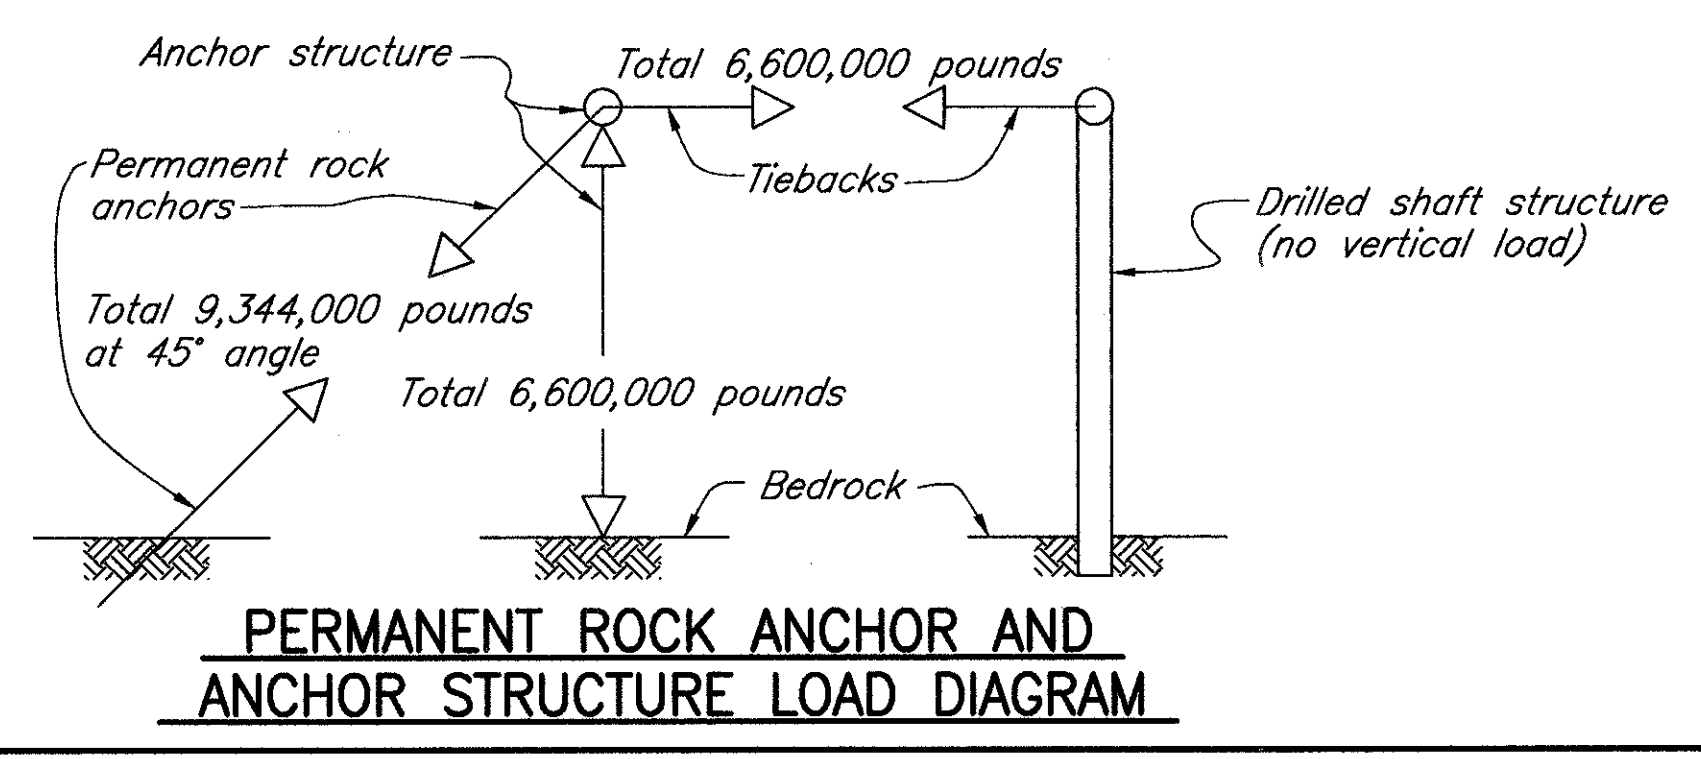 Anchor structure
Total 6,600,000 pounds
Permanent rock
anchors
Tiebacks
Drilled shaft structure
(no vertical load)
Total 9,344,000 pounds
at 45° angle
Total 6,600,000 pounds
Bedrock
PERMANENT ROCK ANCHOR AND
ANCHOR STRUCTURE LOAD DIAGRAM